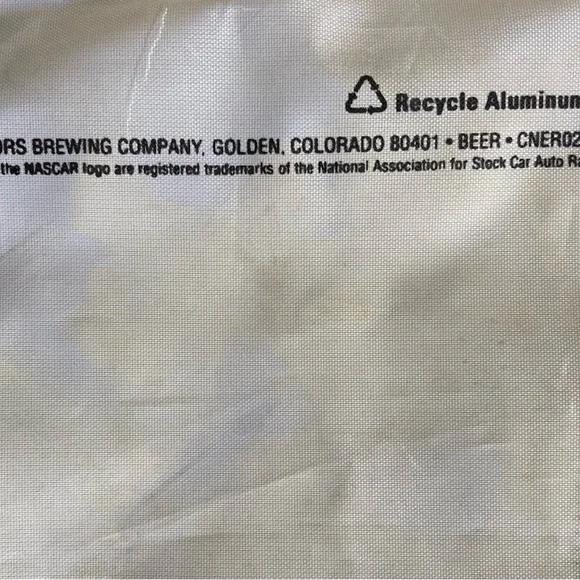 Recycle Aluminum
ORS BREWING COMPANY, GOLDEN, COLORADO 80401 • BEER • CNER02
the NASCAR logo are registered trademarks of the National Association for Stock Car Auto Ra